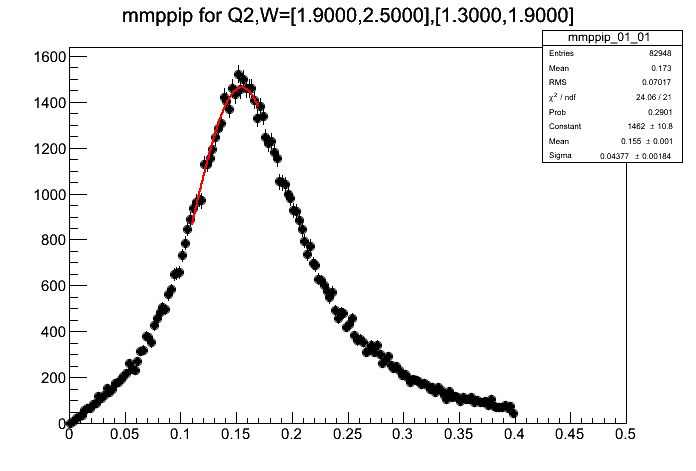 mmppip for Q2,W=[1.9000,2.5000],[1.3000,1.9000]
mmppip_01_01
Entries 82948
Mean 0.173
RMS 0.07017
χ² / ndf 24.06 / 21
Prob 0.2901
Constant 1462 ± 10.8
Mean 0.155 ± 0.001
Sigma 0.04377 ± 0.00184
1600
1400
1200
1000
800
600
400
200
0
0 0.05 0.1 0.15 0.2 0.25 0.3 0.35 0.4 0.45 0.5